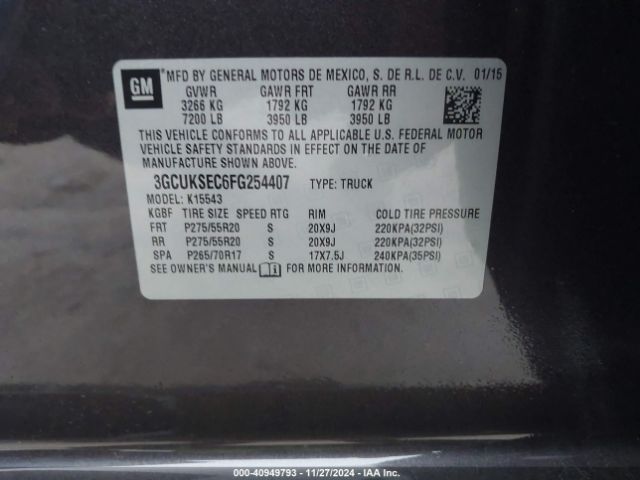 GM
MFD BY GENERAL MOTORS DE MEXICO, S. DE R.L. DE C.V. 01/15
GVWR GAWR FRT GAWR RR
3266 KG 1792 KG 1792 KG
7200 LB 3950 LB 3950 LB
THIS VEHICLE CONFORMS TO ALL APPLICABLE U.S. FEDERAL MOTOR
VEHICLE SAFETY STANDARDS IN EFFECT ON THE DATE OF
MANUFACTURE SHOWN ABOVE.
3GCUKSEC6FG254407 TYPE: TRUCK
MODEL: K15543
KGBF TIRE SIZE SPEED RTG RIM COLD TIRE PRESSURE
FRT P275/55R20 S 20X9J 220KPA(32PSI)
RR P275/55R20 S 20X9J 220KPA(32PSI)
SPA P265/70R17 S 17X7.5J 240KPA(35PSI)
SEE OWNER'S MANUAL FOR MORE INFORMATION.
000-40949793 - 11/27/2024 - IAAI.COM